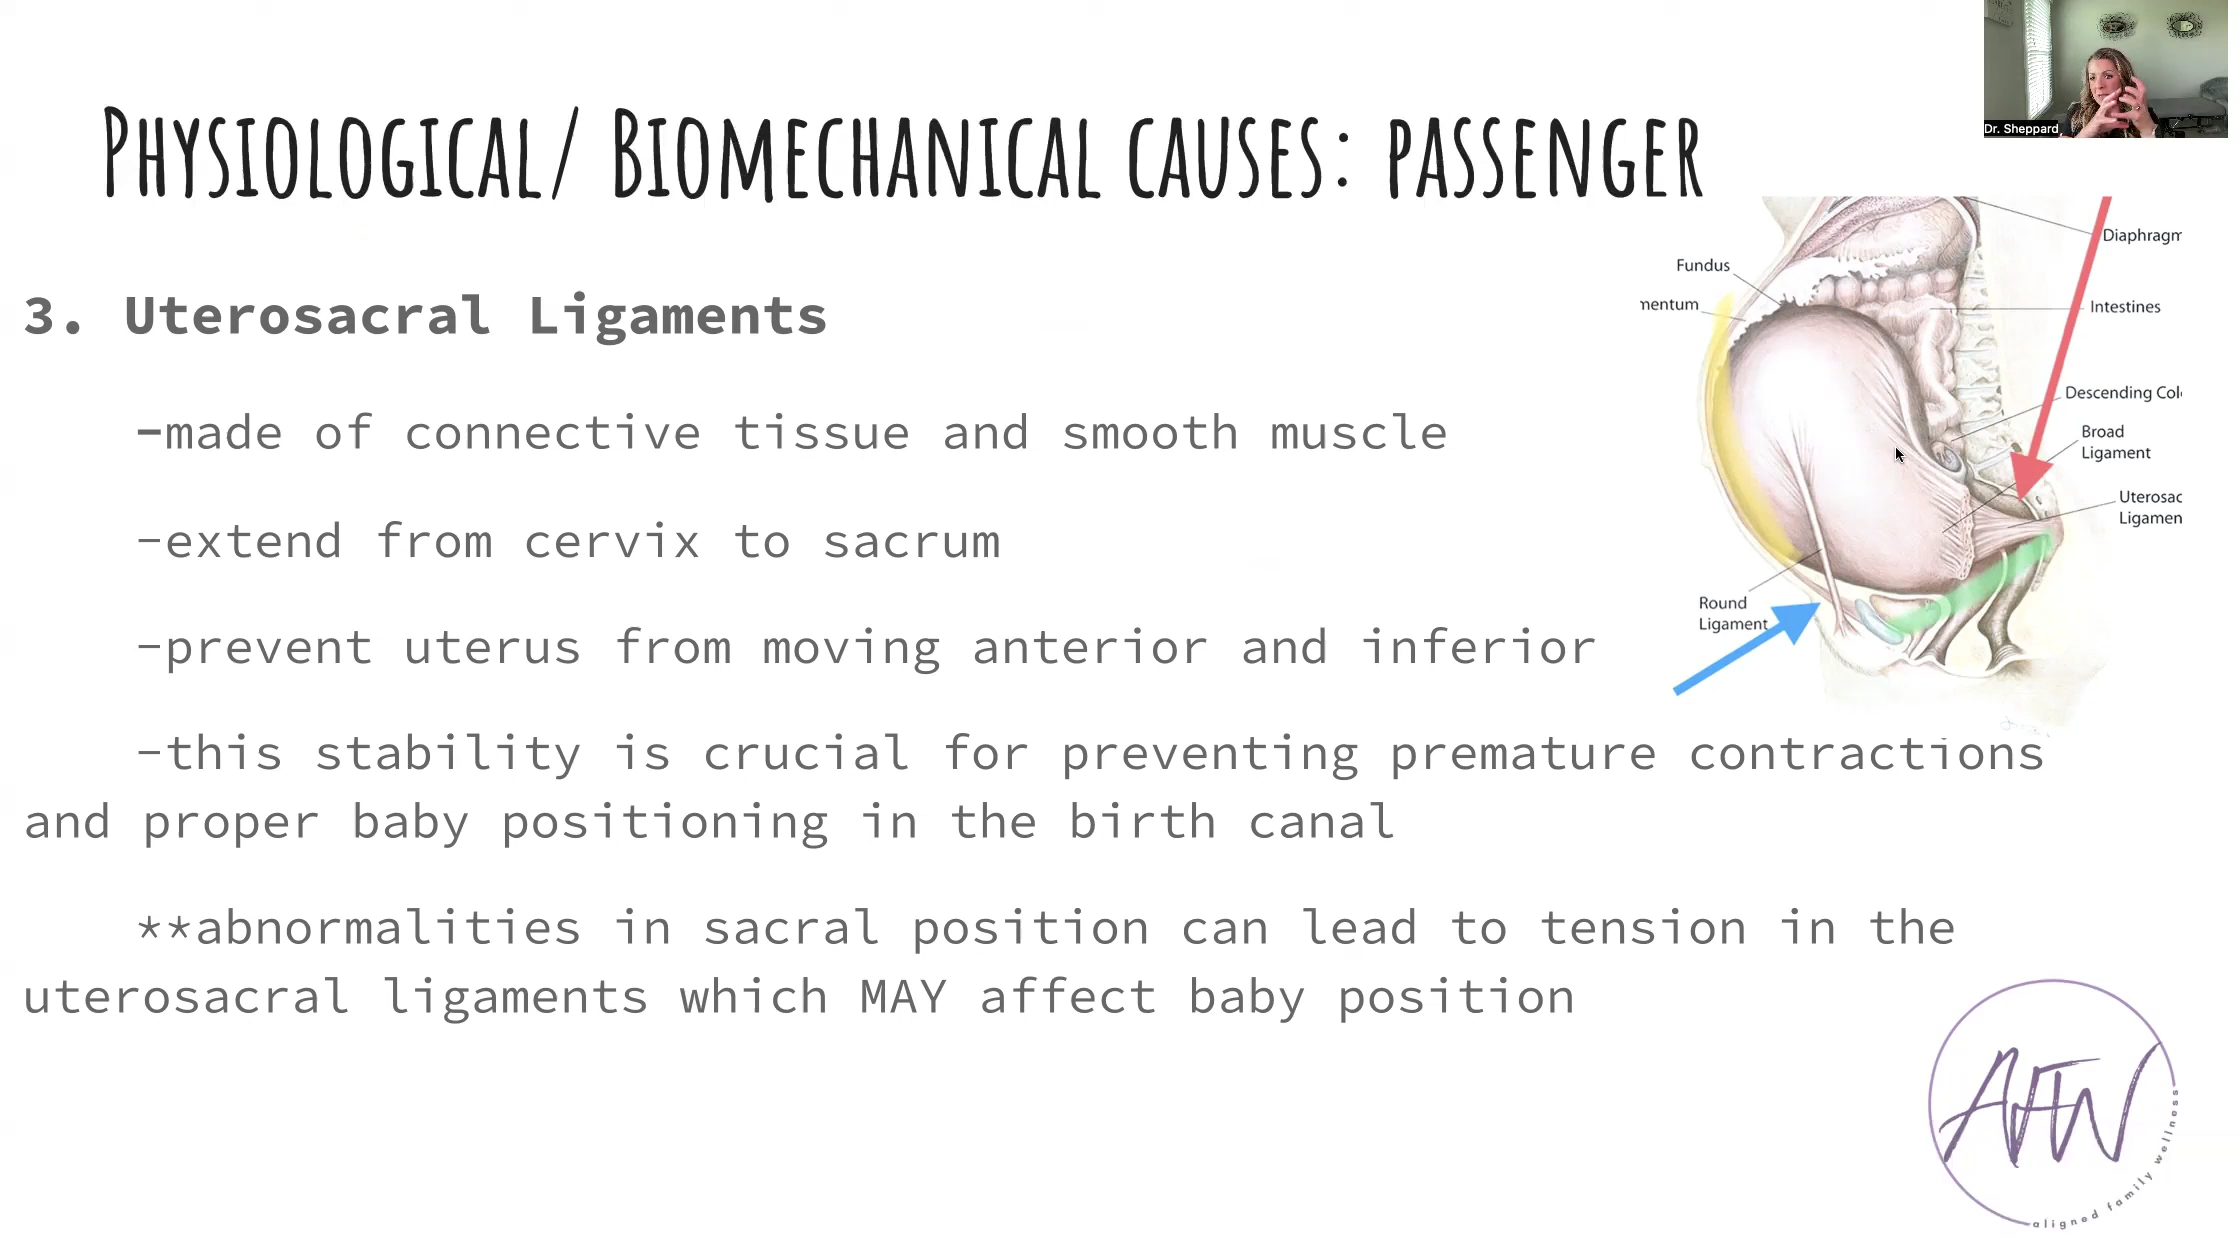 Dr. Sheppard
PHYSIOLOGICAL/ BIOMECHANICAL CAUSES: PASSENGER
3. Uterosacral Ligaments
-made of connective tissue and smooth muscle
-extend from cervix to sacrum
-prevent uterus from moving anterior and inferior
-this stability is crucial for preventing premature contractions
and proper baby positioning in the birth canal
**abnormalities in sacral position can lead to tension in the
uterosacral ligaments which MAY affect baby position
Diaphragm
Fundus
mentum
Intestines
Descending Col
Broad
Ligament
Uterosac
Ligamen
Round
Ligament
AFW
aligned family wellness